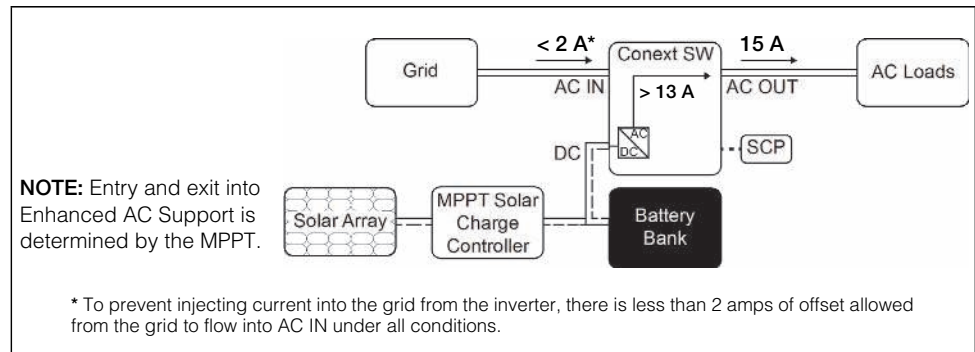 < 2 A*
15 A
Grid
Conext SW
AC Loads
AC IN
> 13 A
AC OUT
AC
DC
DC
SCP
NOTE: Entry and exit into
Enhanced AC Support is
determined by the MPPT.
Solar Array
MPPT Solar
Charge
Controller
Battery
Bank
* To prevent injecting current into the grid from the inverter, there is less than 2 amps of offset allowed
from the grid to flow into AC IN under all conditions.